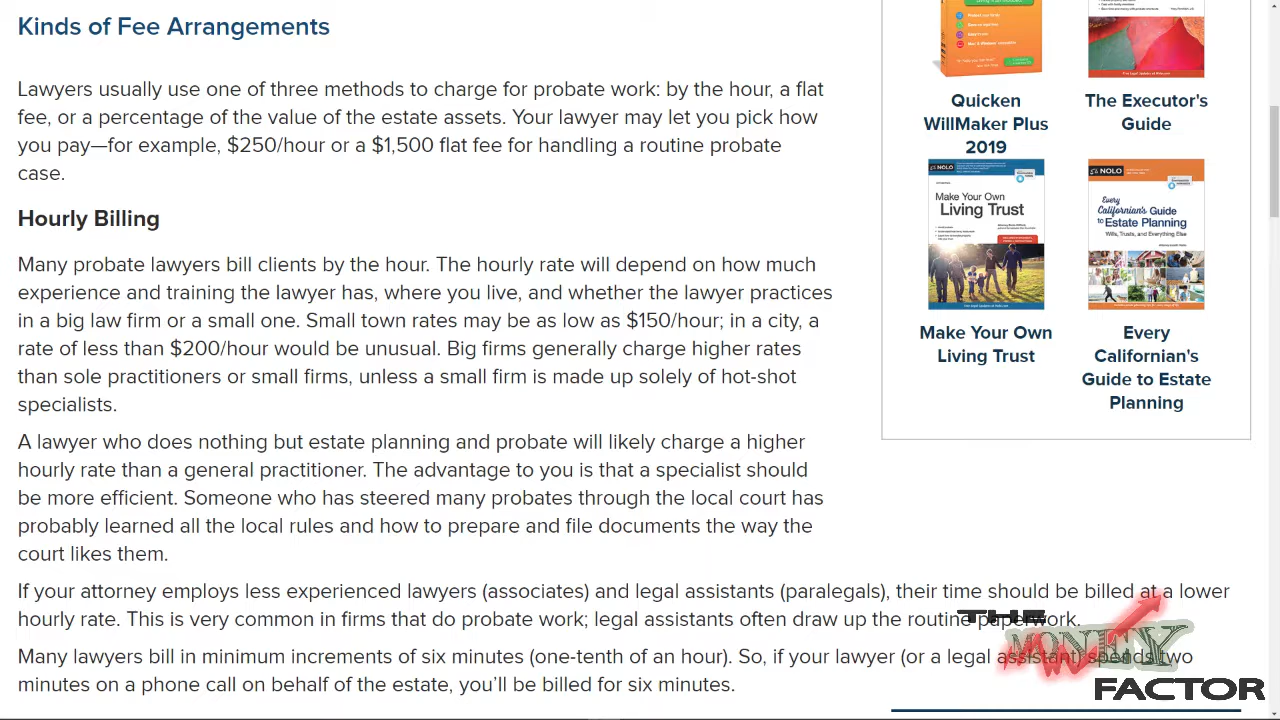 Kinds of Fee Arrangements
Lawyers usually use one of three methods to charge for probate work: by the hour, a flat
fee, or a percentage of the value of the estate assets. Your lawyer may let you pick how
you pay—for example, $250/hour or a $1,500 flat fee for handling a routine probate
case.
Hourly Billing
Many probate lawyers bill clients by the hour. The hourly rate will depend on how much
experience and training the lawyer has, where you live, and whether the lawyer practices
in a big law firm or a small one. Small town rates may be as low as $150/hour; in a city, a
rate of less than $200/hour would be unusual. Big firms generally charge higher rates
than sole practitioners or small firms, unless a small firm is made up solely of hot-shot
specialists.
A lawyer who does nothing but estate planning and probate will likely charge a higher
hourly rate than a general practitioner. The advantage to you is that a specialist should
be more efficient. Someone who has steered many probates through the local court has
probably learned all the local rules and how to prepare and file documents the way the
court likes them.
If your attorney employs less experienced lawyers (associates) and legal assistants (paralegals), their time should be billed at a lower
hourly rate. This is very common in firms that do probate work; legal assistants often draw up the routine paperwork.
Many lawyers bill in minimum increments of six minutes (one-tenth of an hour). So, if your lawyer (or a legal assistant) spends two
minutes on a phone call on behalf of the estate, you’ll be billed for six minutes.
Quicken
WillMaker Plus
2019
The Executor's
Guide
NOLO
Make Your Own
Living Trust
Make Your Own
Living Trust
NOLO
Every
Californian's Guide
to Estate Planning
Wills, Trusts, and Everything Else
Every
Californian's
Guide to Estate
Planning
THE
MONEY
FACTOR